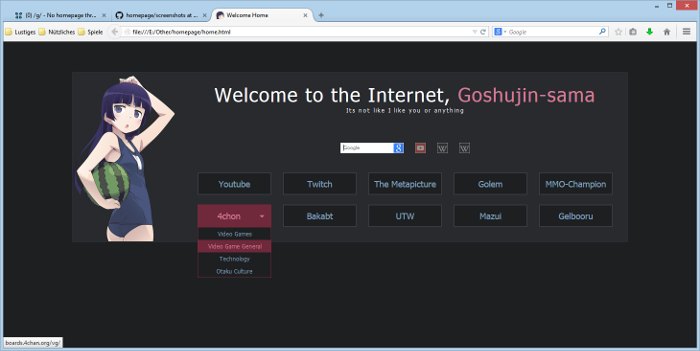 (0) /g/ - No homepage thr...
homepage/screenshots at ...
Welcome Home
file:///E:/Other/homepage/home.html
Google
Lustiges
Nützliches
Spiele
Welcome to the Internet, Goshujin-sama
Its not like I like you or anything
Google
8
W
W
Youtube
Twitch
The Metapicture
Golem
MMO-Champion
4chon
Bakabt
UTW
Mazui
Gelbooru
Video Games
Video Game General
Technology
Otaku Culture
boards.4chan.org/vg/